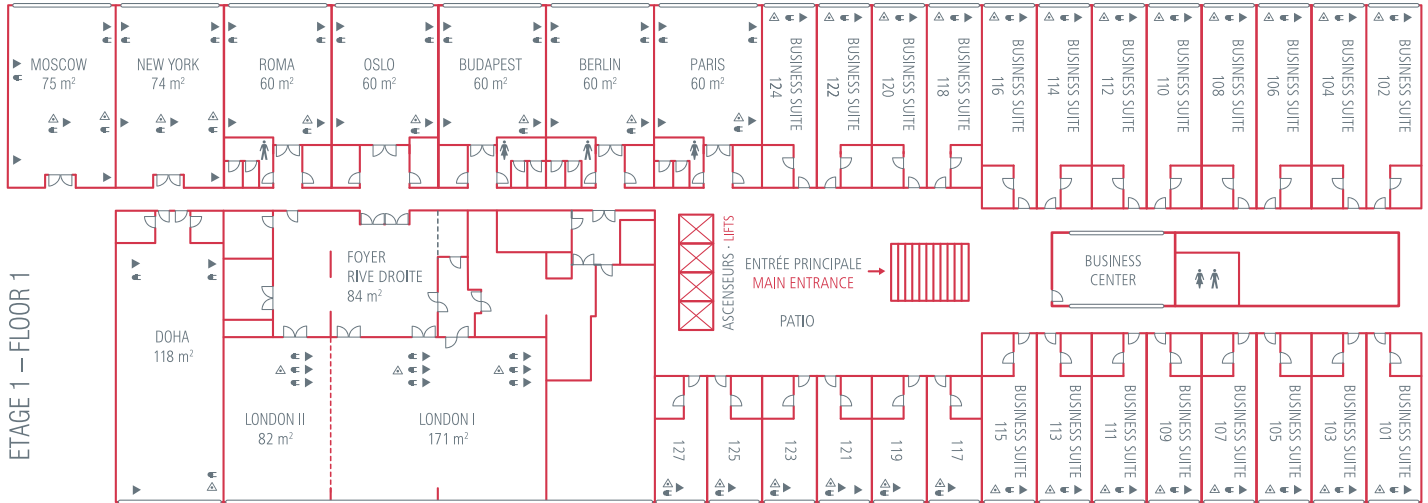 MOSCOW
75 m²
NEW YORK
74 m²
ROMA
60 m²
OSLO
60 m²
BUDAPEST
60 m²
BERLIN
60 m²
PARIS
60 m²
BUSINESS SUITE
124
BUSINESS SUITE
122
BUSINESS SUITE
120
BUSINESS SUITE
118
BUSINESS SUITE
116
BUSINESS SUITE
114
BUSINESS SUITE
112
BUSINESS SUITE
110
BUSINESS SUITE
108
BUSINESS SUITE
106
BUSINESS SUITE
104
BUSINESS SUITE
102
ETAGE 1 – FLOOR 1
FOYER
RIVE DROITE
84 m²
DOHA
118 m²
LONDON II
82 m²
LONDON I
171 m²
ASCENSEURS · LIFTS
ENTRÉE PRINCIPALE
MAIN ENTRANCE
PATIO
BUSINESS
CENTER
127
125
123
121
119
117
BUSINESS SUITE
115
BUSINESS SUITE
113
BUSINESS SUITE
111
BUSINESS SUITE
109
BUSINESS SUITE
107
BUSINESS SUITE
105
BUSINESS SUITE
103
BUSINESS SUITE
101